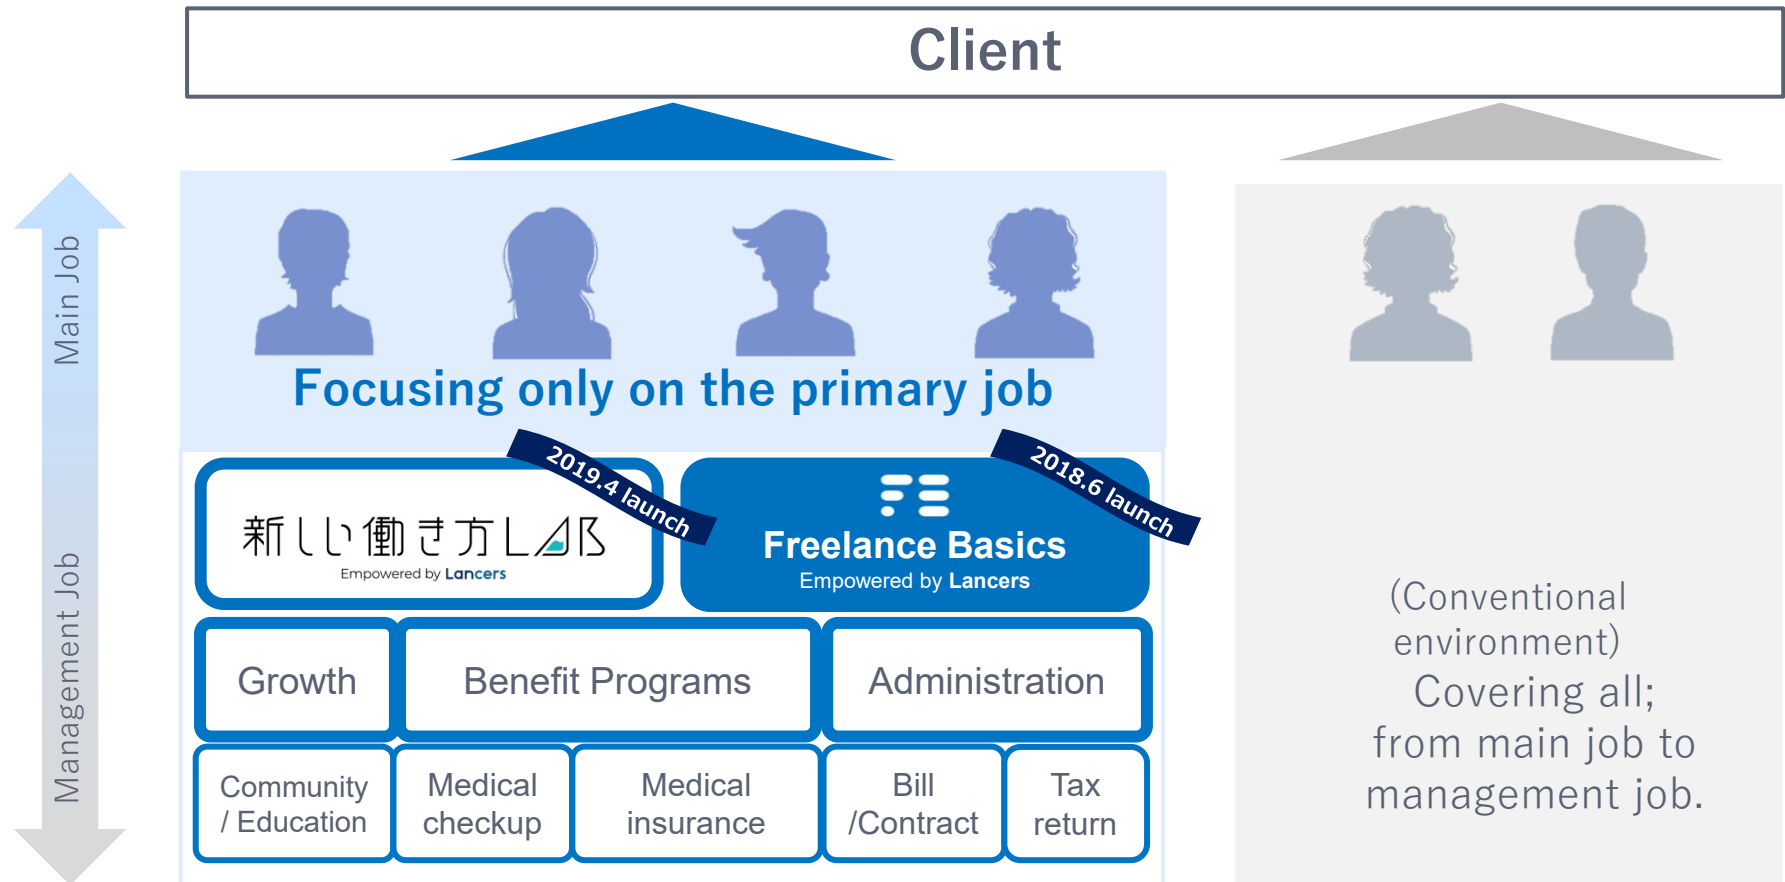 Client
Main Job
Management Job
Focusing only on the primary job
2019.4 launch
新しい働き方LAB
Empowered by Lancers
2018.6 launch
Freelance Basics
Empowered by Lancers
Growth
Benefit Programs
Administration
Community
/ Education
Medical
checkup
Medical
insurance
Bill
/Contract
Tax
return
(Conventional
environment)
Covering all;
from main job to
management job.